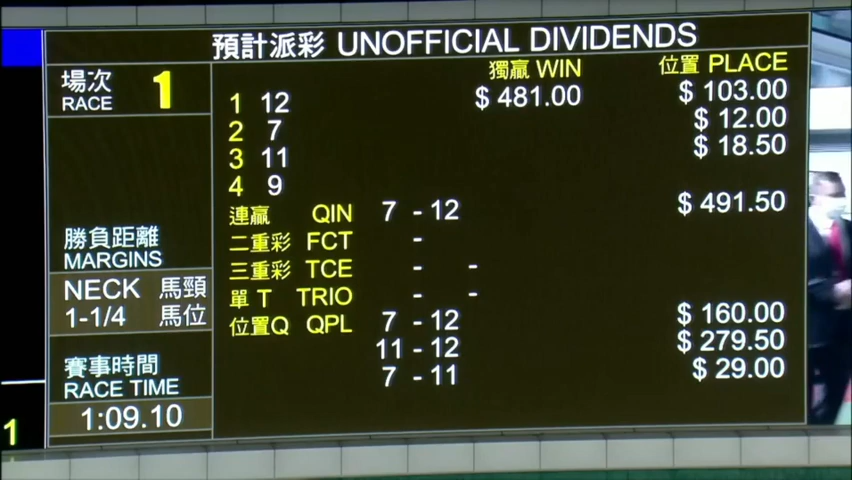 預計派彩 UNOFFICIAL DIVIDENDS
場次 RACE 1
獨贏 WIN 位置 PLACE
1 12 $ 481.00 $ 103.00
2 7 $ 12.00
3 11 $ 18.50
4 9
連贏 QIN 7 - 12 $ 491.50
二重彩 FCT -
三重彩 TCE - -
單T TRIO - -
位置Q QPL 7 - 12 $ 160.00
11 - 12 $ 279.50
7 - 11 $ 29.00
勝負距離
MARGINS
NECK 馬頸
1-1/4 馬位
賽事時間
RACE TIME
1:09.10
1